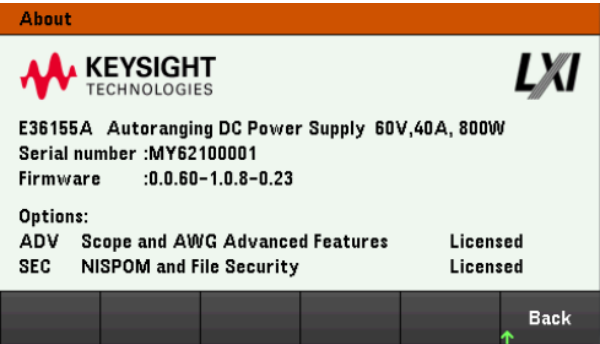 About
KEYSIGHT
TECHNOLOGIES
LXI
E36155A Autoranging DC Power Supply 60V,40A, 800W
Serial number :MY62100001
Firmware :0.0.60-1.0.8-0.23
Options:
ADV Scope and AWG Advanced Features Licensed
SEC NISPOM and File Security Licensed
Back